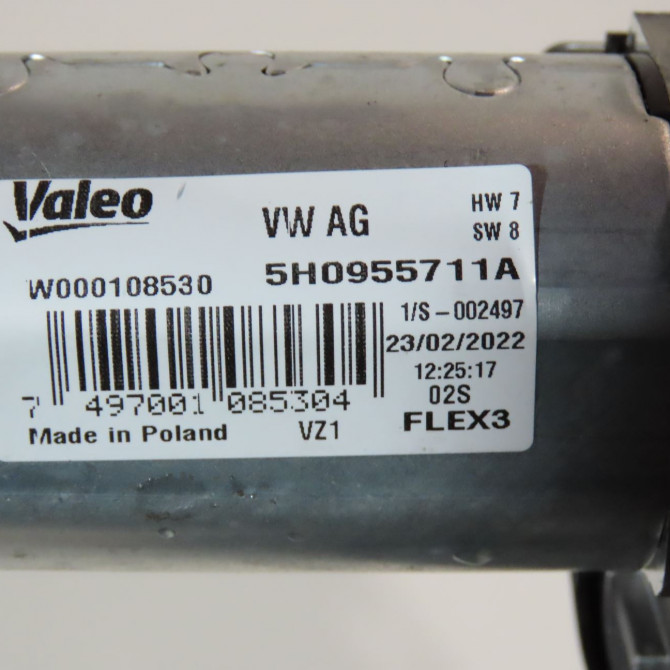 Valeo
VW AG
HW 7
SW 8
W000108530
5H0955711A
1/S-002497
23/02/2022
12:25:17
02S
7 497001 085304
FLEX3
Made in Poland
VZ1